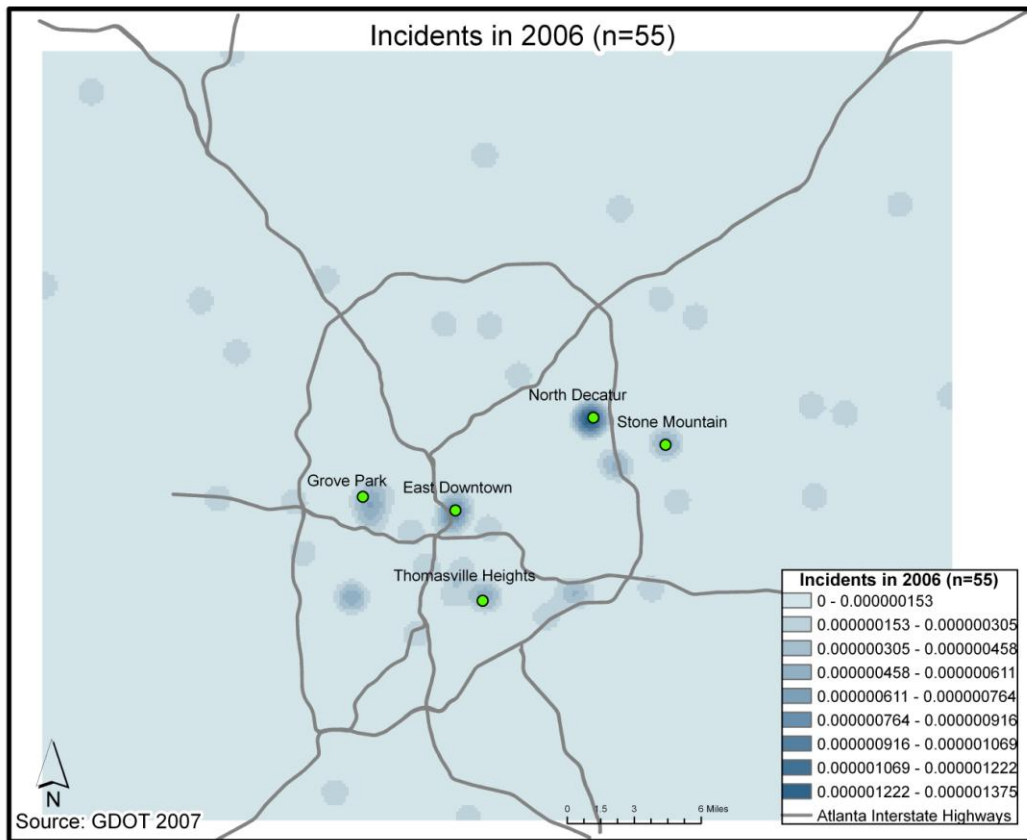 Incidents in 2006 (n=55)
North Decatur
Stone Mountain
Grove Park
East Downtown
Thomasville Heights
Incidents in 2006 (n=55)
0 - 0.000000153
0.000000153 - 0.000000305
0.000000305 - 0.000000458
0.000000458 - 0.000000611
0.000000611 - 0.000000764
0.000000764 - 0.000000916
0.000000916 - 0.000001069
0.000001069 - 0.000001222
0.000001222 - 0.000001375
Atlanta Interstate Highways
N
0 1.5 3 6 Miles
Source: GDOT 2007